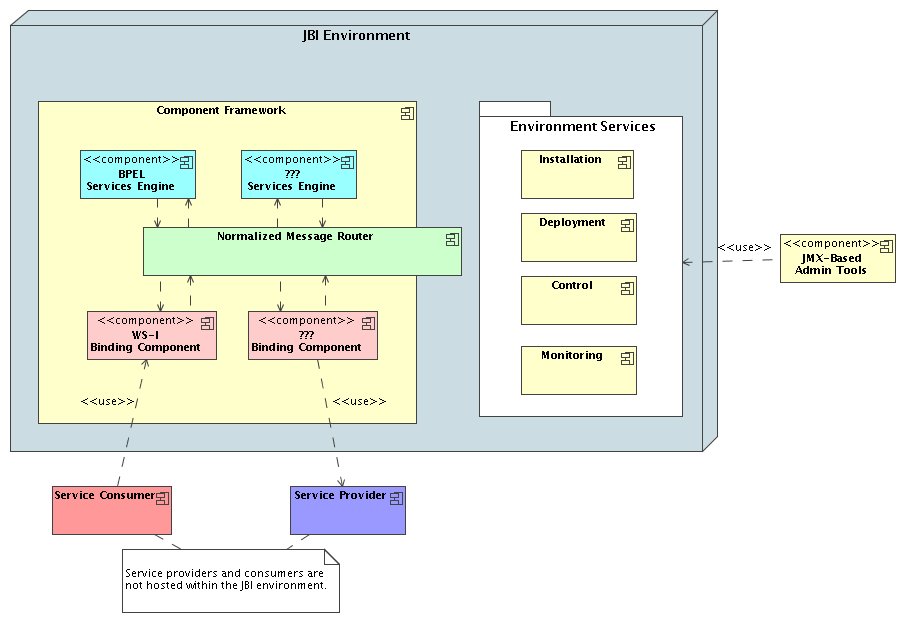 JBI Environment
Component Framework
<<component>>
BPEL
Services Engine
<<component>>
???
Services Engine
Normalized Message Router
<<component>>
WS-I
Binding Component
<<component>>
???
Binding Component
<<use>>
<<use>>
Environment Services
Installation
Deployment
Control
Monitoring
<<use>>
<<component>>
JMX-Based
Admin Tools
Service Consumer
Service Provider
Service providers and consumers are
not hosted within the JBI environment.